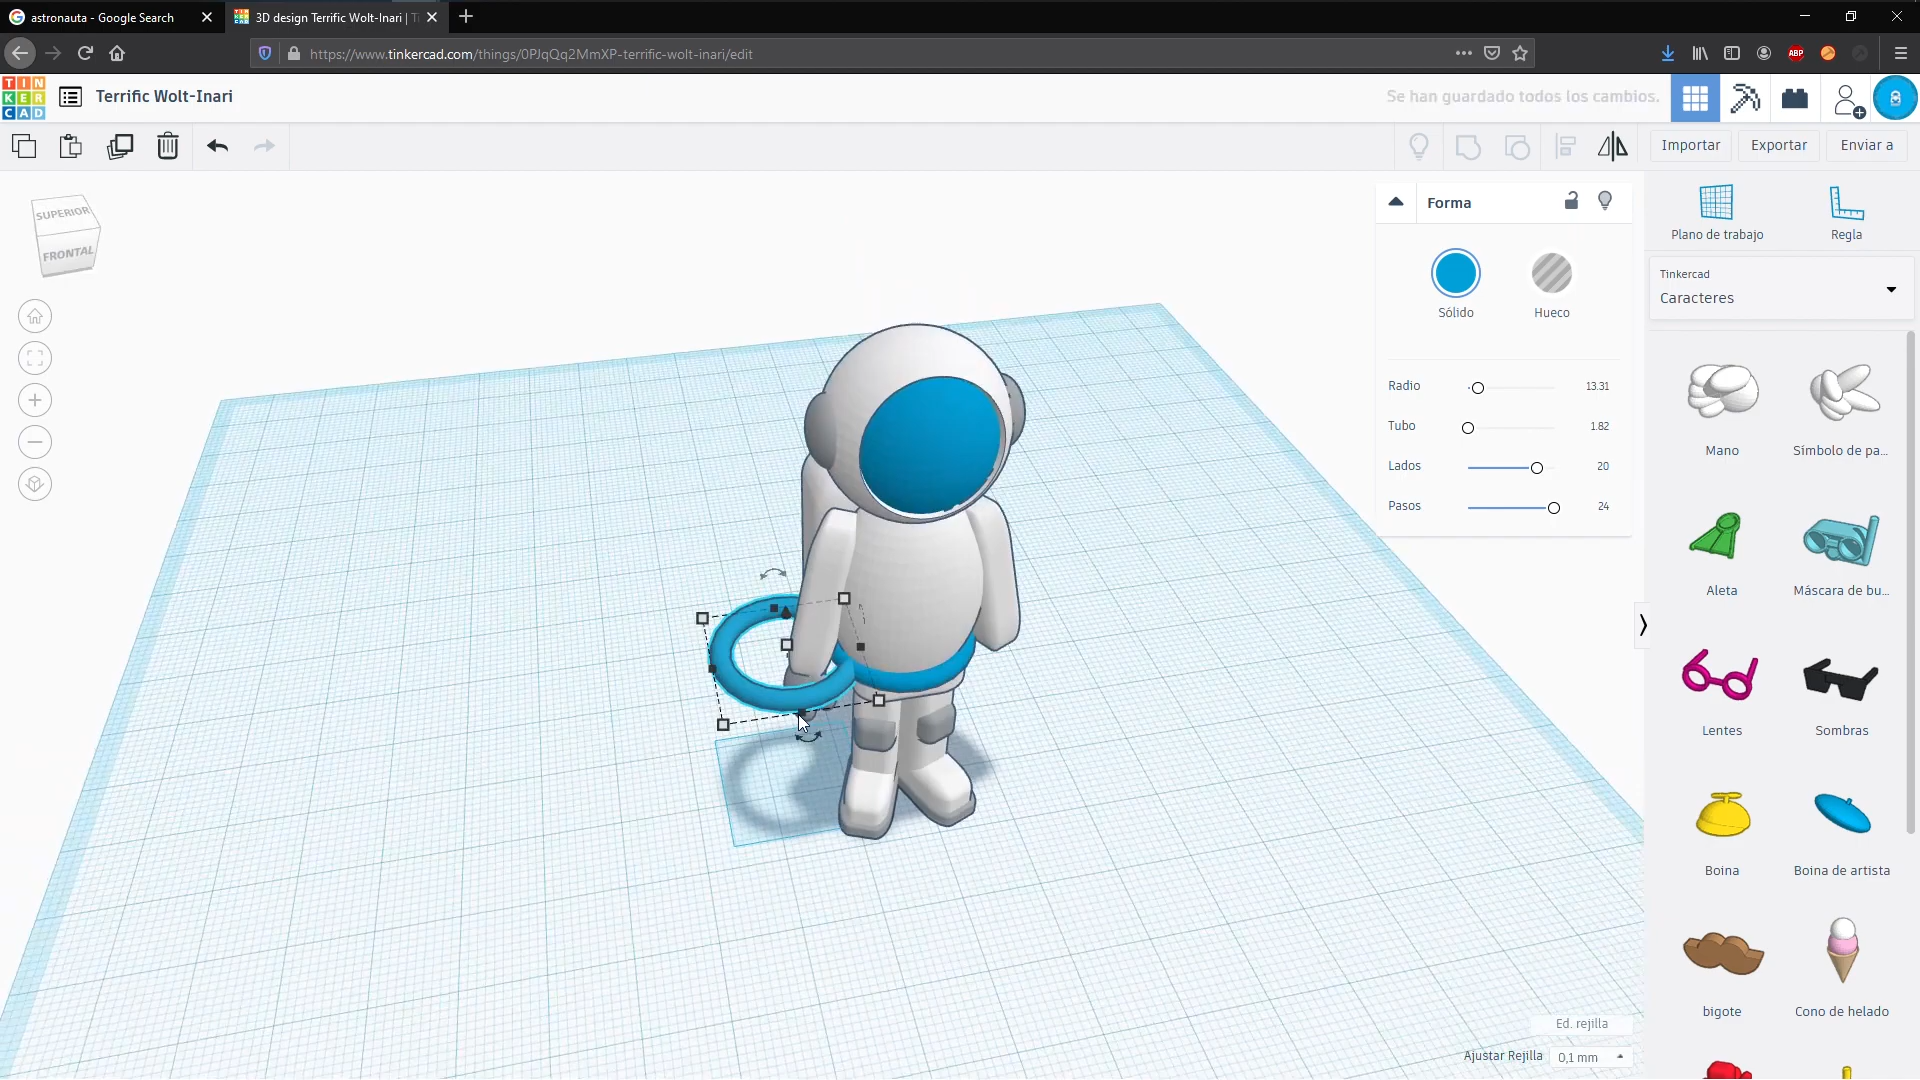 astronauta - Google Search
3D design Terrific Wolt-Inari |
https://www.tinkercad.com/things/0PJqQq2MmXP-terrific-wolt-inari/edit
ABP
TIN
KER
CAD
Terrific Wolt-Inari
Se han guardado todos los cambios.
Importar
Exportar
Enviar a
SUPERIOR
FRONTAL
Forma
Sólido
Hueco
Radio
13.31
Tubo
1.82
Lados
20
Pasos
24
Plano de trabajo
Regla
Tinkercad
Caracteres
Mano
Símbolo de pa...
Aleta
Máscara de bu...
Lentes
Sombras
Boina
Boina de artista
bigote
Cono de helado
Ed. rejilla
Ajustar Rejilla
0,1 mm